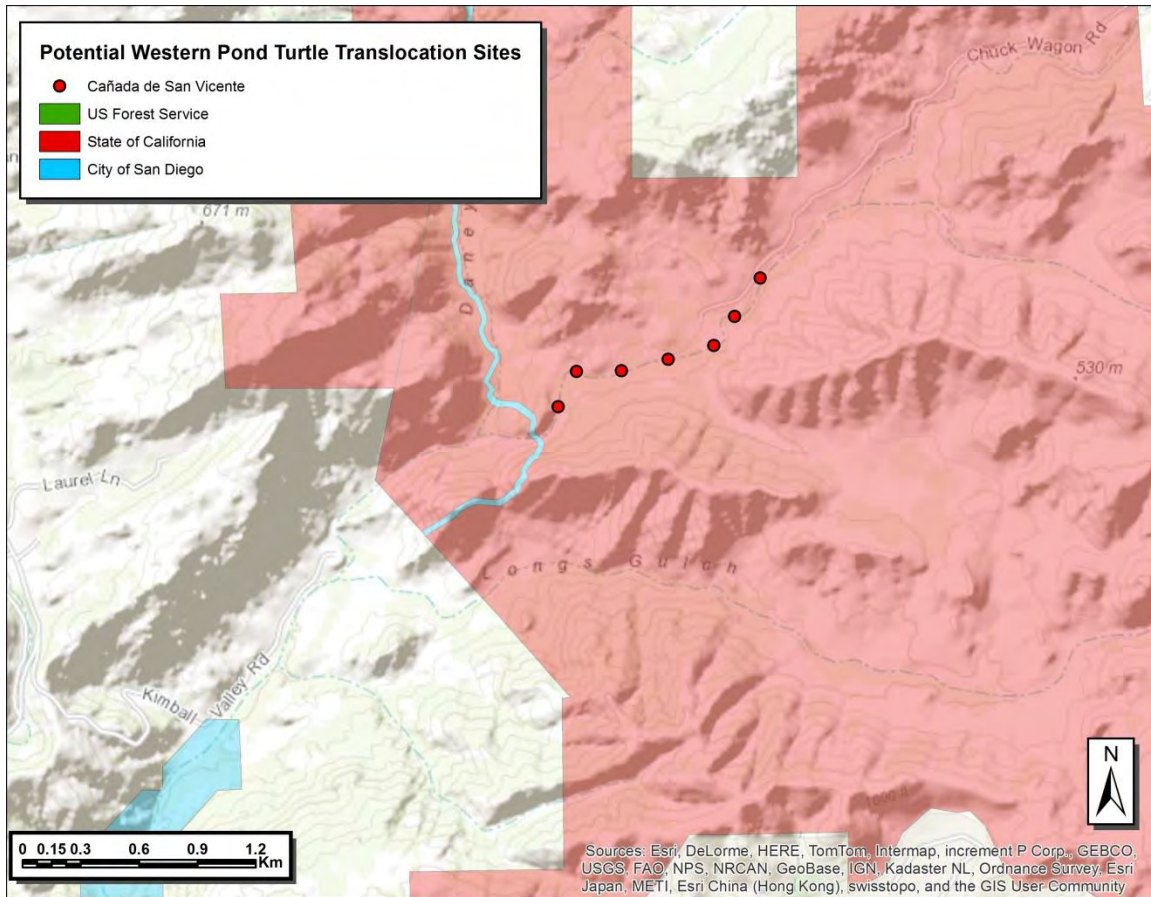 Potential Western Pond Turtle Translocation Sites
Cañada de San Vicente
US Forest Service
State of California
City of San Diego
Chuck Wagon Rd
671 m
Daney
530 m
Laurel Ln
Longs Gulch
Kimball Valley Rd
N
0 0.15 0.3 0.6 0.9 1.2
Km
Sources: Esri, DeLorme, HERE, TomTom, Intermap, increment P Corp., GEBCO,
USGS, FAO, NPS, NRCAN, GeoBase, IGN, Kadaster NL, Ordnance Survey, Esri
Japan, METI, Esri China (Hong Kong), swisstopo, and the GIS User Community